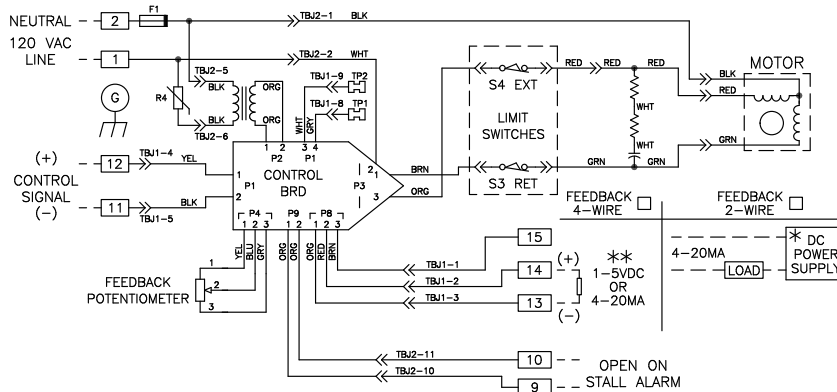 NEUTRAL 2 F1 TBJ2-1 BLK
120 VAC
LINE 1 TBJ2-2 WHT
G
R4
TBJ2-5
BLK
ORG
BLK
TBJ2-6
ORG
TBJ1-9 TP2
TBJ1-8 TP1
WHT
GRY
1 2 3 4
P2 P1
CONTROL
BRD
1 P1
2
2 1
P3
3
BRN
ORG
S4 EXT
LIMIT
SWITCHES
S3 RET
RED RED RED
WHT
WHT
GRN GRN
MOTOR
BLK
RED
GRN
(+) 12 TBJ1-4 YEL
CONTROL
SIGNAL
(-) 11 TBJ1-5 BLK
P4 P9 P8
1 2 3 1 2 1 2 3
YEL
BLU
GRY
ORG
ORG
ORG
RED
BRN
FEEDBACK
POTENTIOMETER
1
2
3
TBJ1-1 15
TBJ1-2 14 (+)
TBJ1-3 13 (-)
**
1-5VDC
OR
4-20MA
FEEDBACK
4-WIRE
FEEDBACK
2-WIRE
4-20MA
LOAD
* DC
POWER
SUPPLY
TBJ2-11 10
TBJ2-10 9
OPEN ON
STALL ALARM